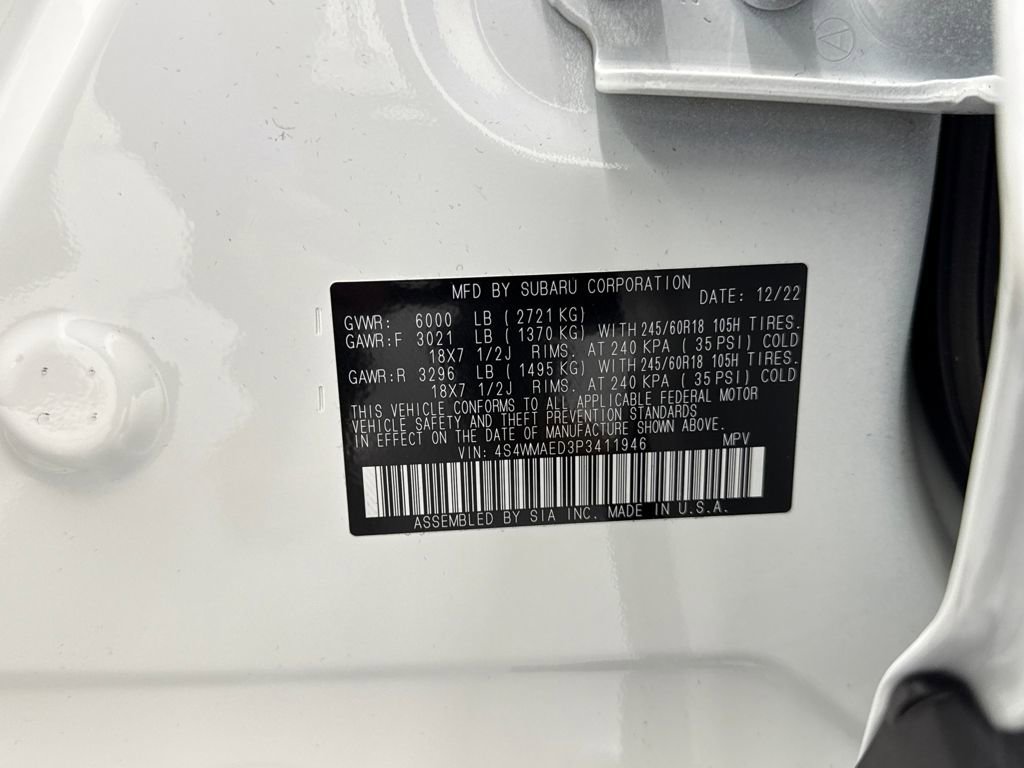 MFD BY SUBARU CORPORATION DATE: 12/22
GVWR: 6000 LB ( 2721 KG)
GAWR:F 3021 LB ( 1370 KG) WITH 245/60R18 105H TIRES.
18X7 1/2J RIMS. AT 240 KPA ( 35 PSI) COLD
GAWR:R 3296 LB ( 1495 KG) WITH 245/60R18 105H TIRES.
18X7 1/2J RIMS. AT 240 KPA ( 35 PSI) COLD
THIS VEHICLE CONFORMS TO ALL APPLICABLE FEDERAL MOTOR
VEHICLE SAFETY AND THEFT PREVENTION STANDARDS
IN EFFECT ON THE DATE OF MANUFACTURE SHOWN ABOVE.
VIN: 4S4WMAED3P3411946 MPV
ASSEMBLED BY SIA INC. MADE IN U.S.A.